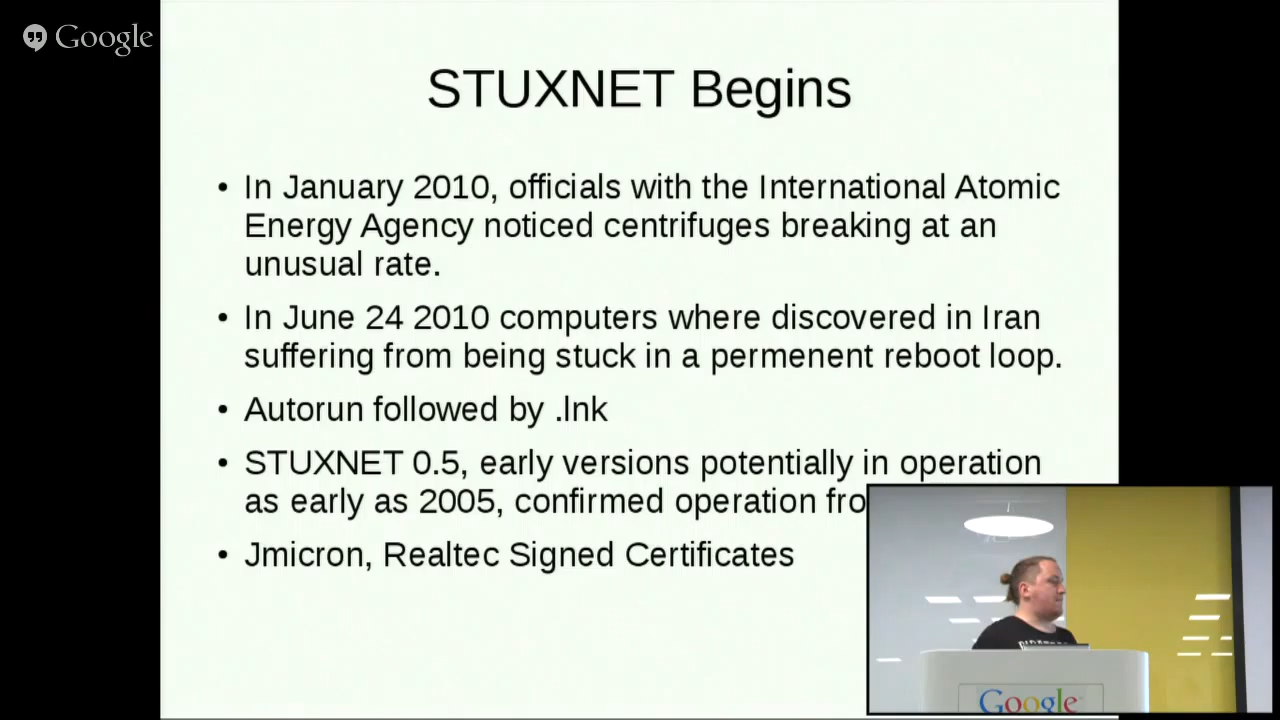 Google
STUXNET Begins
• In January 2010, officials with the International Atomic
Energy Agency noticed centrifuges breaking at an
unusual rate.
• In June 24 2010 computers where discovered in Iran
suffering from being stuck in a permenent reboot loop.
• Autorun followed by .lnk
• STUXNET 0.5, early versions potentially in operation
as early as 2005, confirmed operation fro
• Jmicron, Realtec Signed Certificates
Google